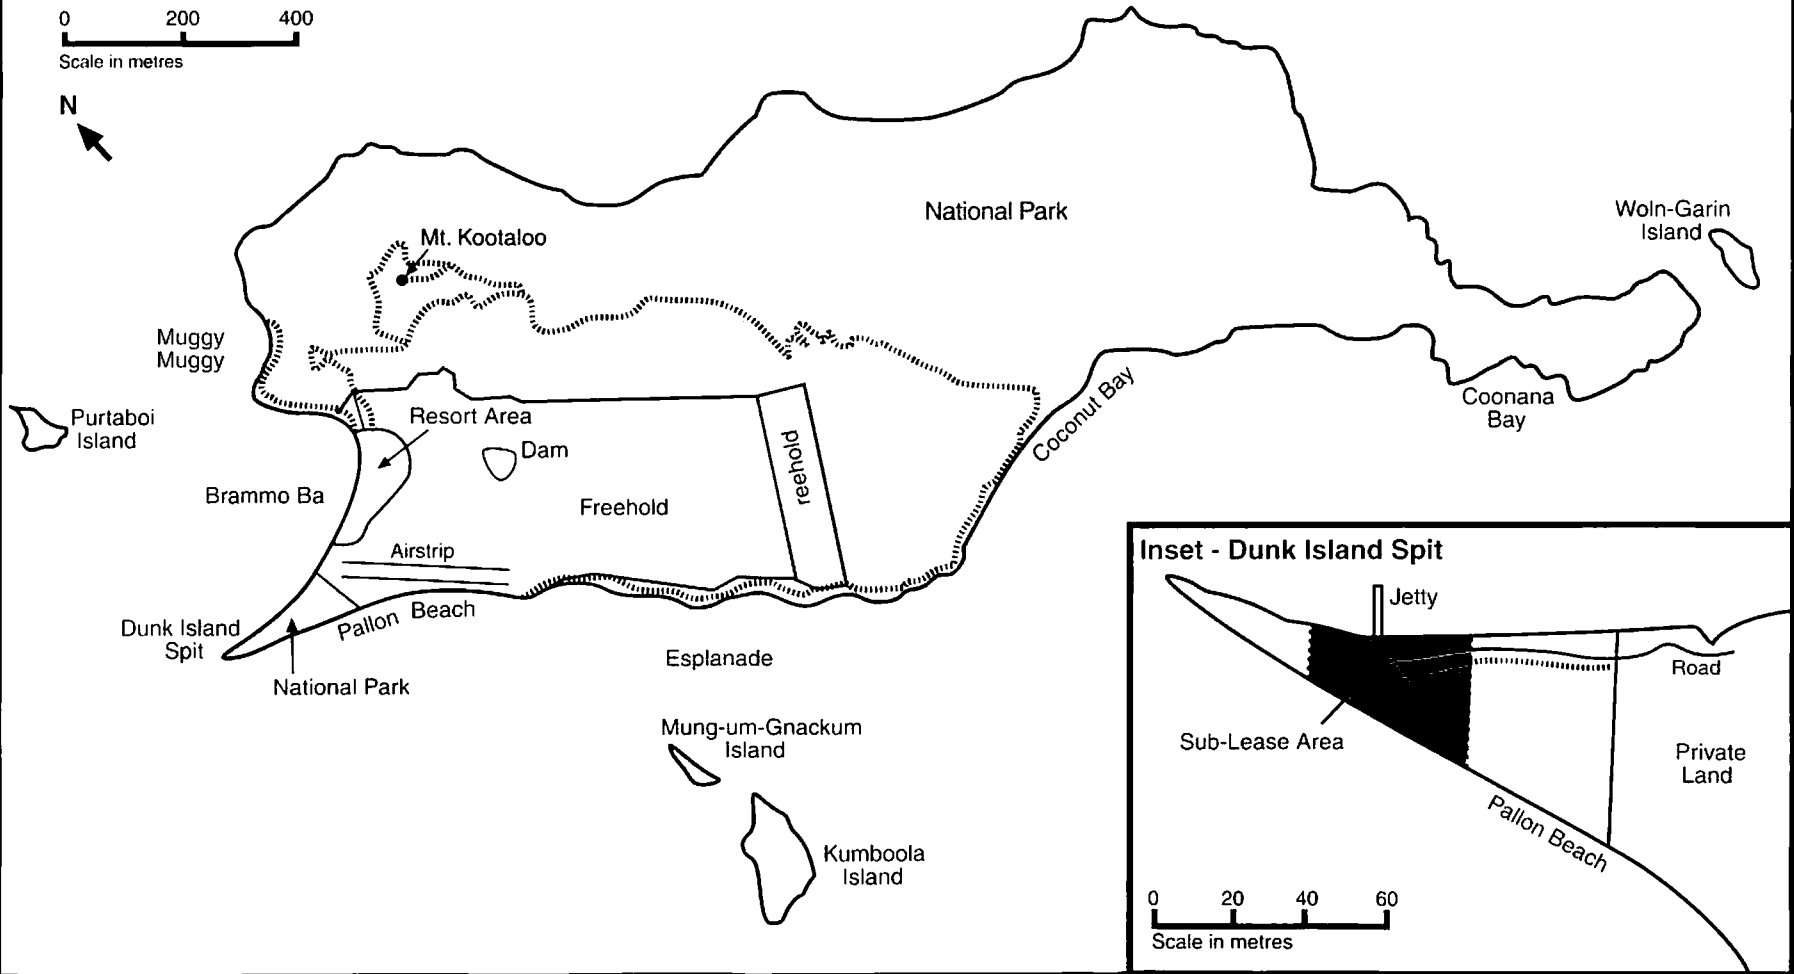 0 200 400
Scale in metres
N
National Park
Woln-Garin
Island
Mt. Kootaloo
Muggy
Muggy
Purtaboi
Island
Resort Area
Dam
Coconut Bay
Coonana
Bay
reehold
Brammo Ba
Freehold
Airstrip
Pallon Beach
Dunk Island
Spit
National Park
Esplanade
Mung-um-Gnackum
Island
Kumboola
Island
Inset - Dunk Island Spit
Jetty
Road
Sub-Lease Area
Private
Land
Pallon Beach
0 20 40 60
Scale in metres